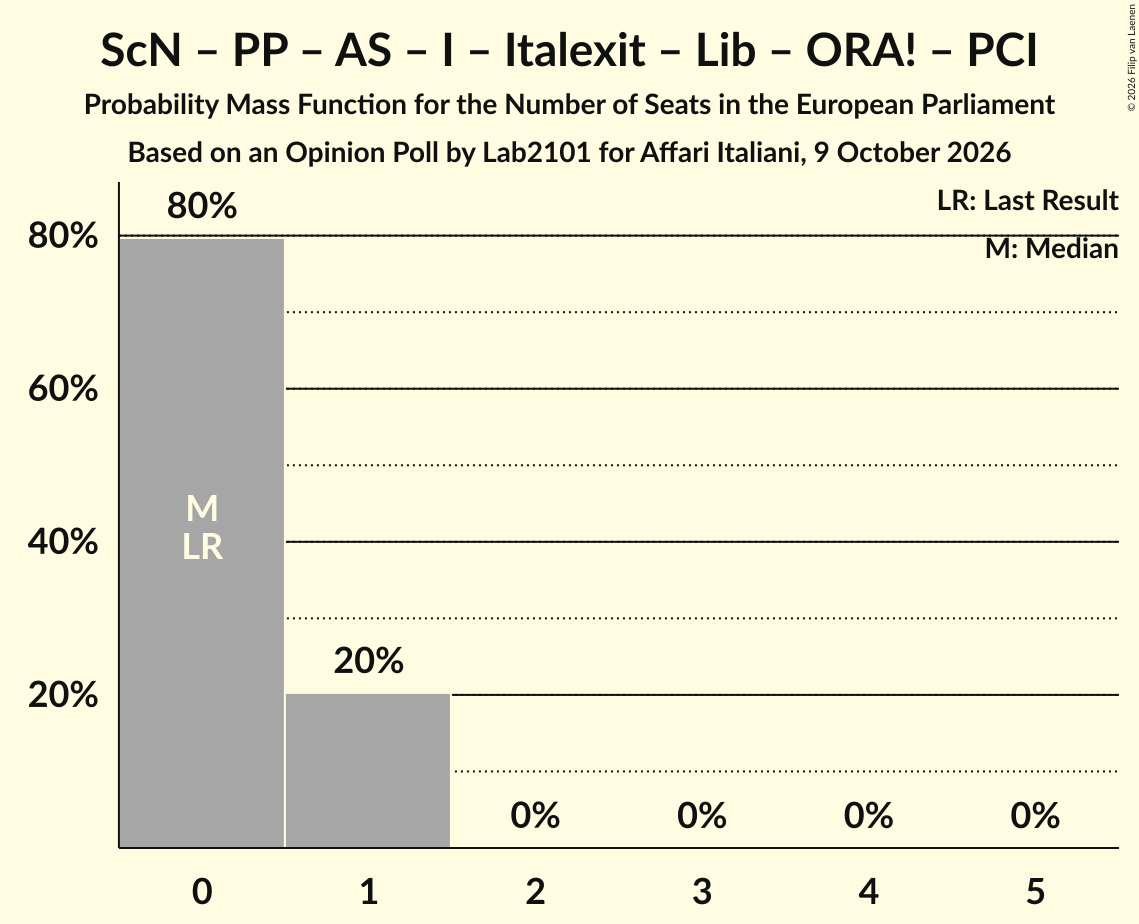 ScN – PP – AS – I – Italexit – Lib – ORA! – PCI
Probability Mass Function for the Number of Seats in the European Parliament
Based on an Opinion Poll by Lab2101 for Affari Italiani, 9 October 2026
© 2026 Filip van Laenen
LR: Last Result
M: Median
80%
60%
40%
20%
80%
M
LR
20%
0%
0%
0%
0%
0
1
2
3
4
5